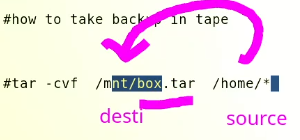 #how to take backup in tape
#tar -cvf /mnt/box.tar /home/*
desti source